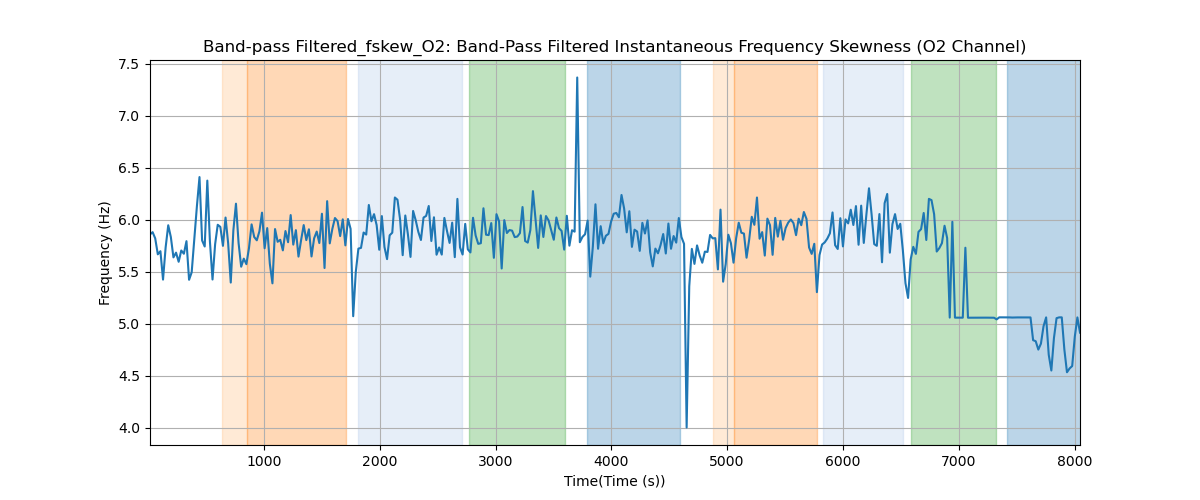 Band-pass Filtered_fskew_O2: Band-Pass Filtered Instantaneous Frequency Skewness (O2 Channel)
7.5
7.0
6.5
6.0
5.5
5.0
4.5
4.0
Frequency (Hz)
1000 2000 3000 4000 5000 6000 7000 8000
Time(Time (s))